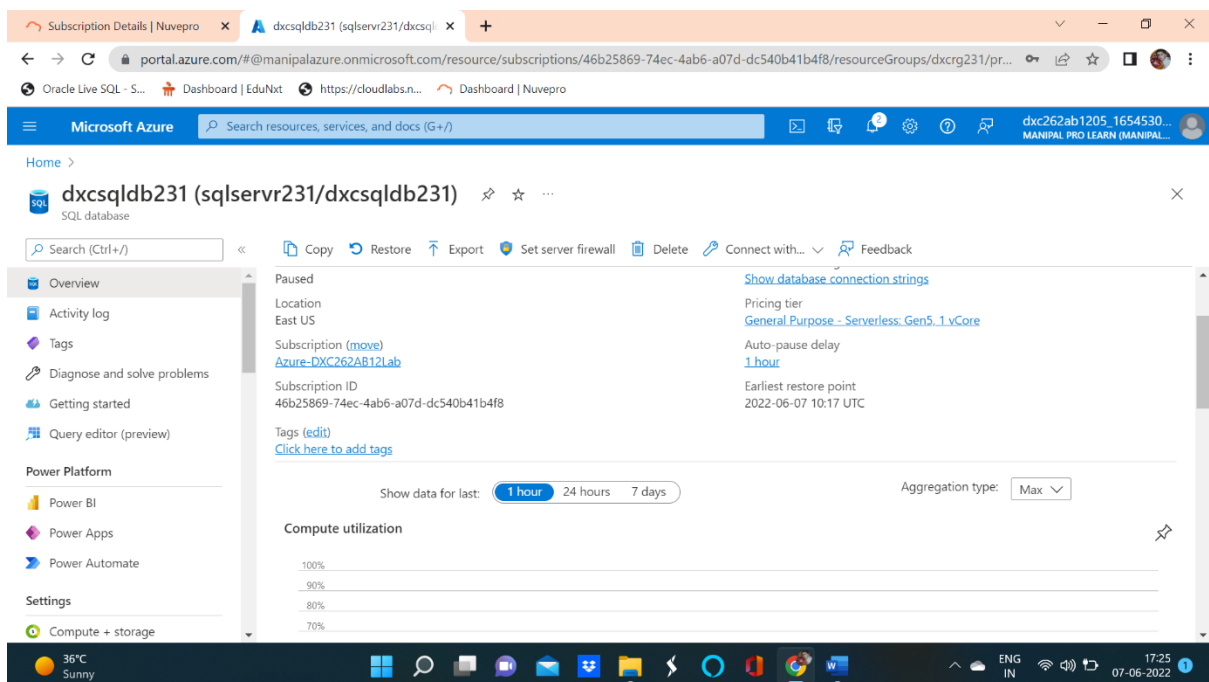 Subscription Details | Nuvepro
dxcsqldb231 (sqlservr231/dxcsql
portal.azure.com/#@manipalazure.onmicrosoft.com/resource/subscriptions/46b25869-74ec-4ab6-a07d-dc540b41b4f8/resourceGroups/dxcrg231/pr...
Oracle Live SQL - S... Dashboard | EduNxt https://cloudlabs.n... Dashboard | Nuvepro
Microsoft Azure
Search resources, services, and docs (G+/)
2
dxc262ab1205_1654530...
MANIPAL PRO LEARN (MANIPAL...
Home >
dxcsqldb231 (sqlservr231/dxcsqldb231)
SQL
SQL database
Search (Ctrl+/)
Copy Restore Export Set server firewall Delete Connect with... Feedback
Overview
Activity log
Tags
Diagnose and solve problems
Getting started
Query editor (preview)
Power Platform
Power BI
Power Apps
Power Automate
Settings
Compute + storage
Paused
Location
East US
Subscription (move)
Azure-DXC262AB12Lab
Subscription ID
46b25869-74ec-4ab6-a07d-dc540b41b4f8
Tags (edit)
Click here to add tags
Show database connection strings
Pricing tier
General Purpose - Serverless: Gen5, 1 vCore
Auto-pause delay
1 hour
Earliest restore point
2022-06-07 10:17 UTC
Show data for last: 1 hour 24 hours 7 days
Aggregation type: Max
Compute utilization
100%
90%
80%
70%
36°C
Sunny
ENG
IN
17:25
07-06-2022
1